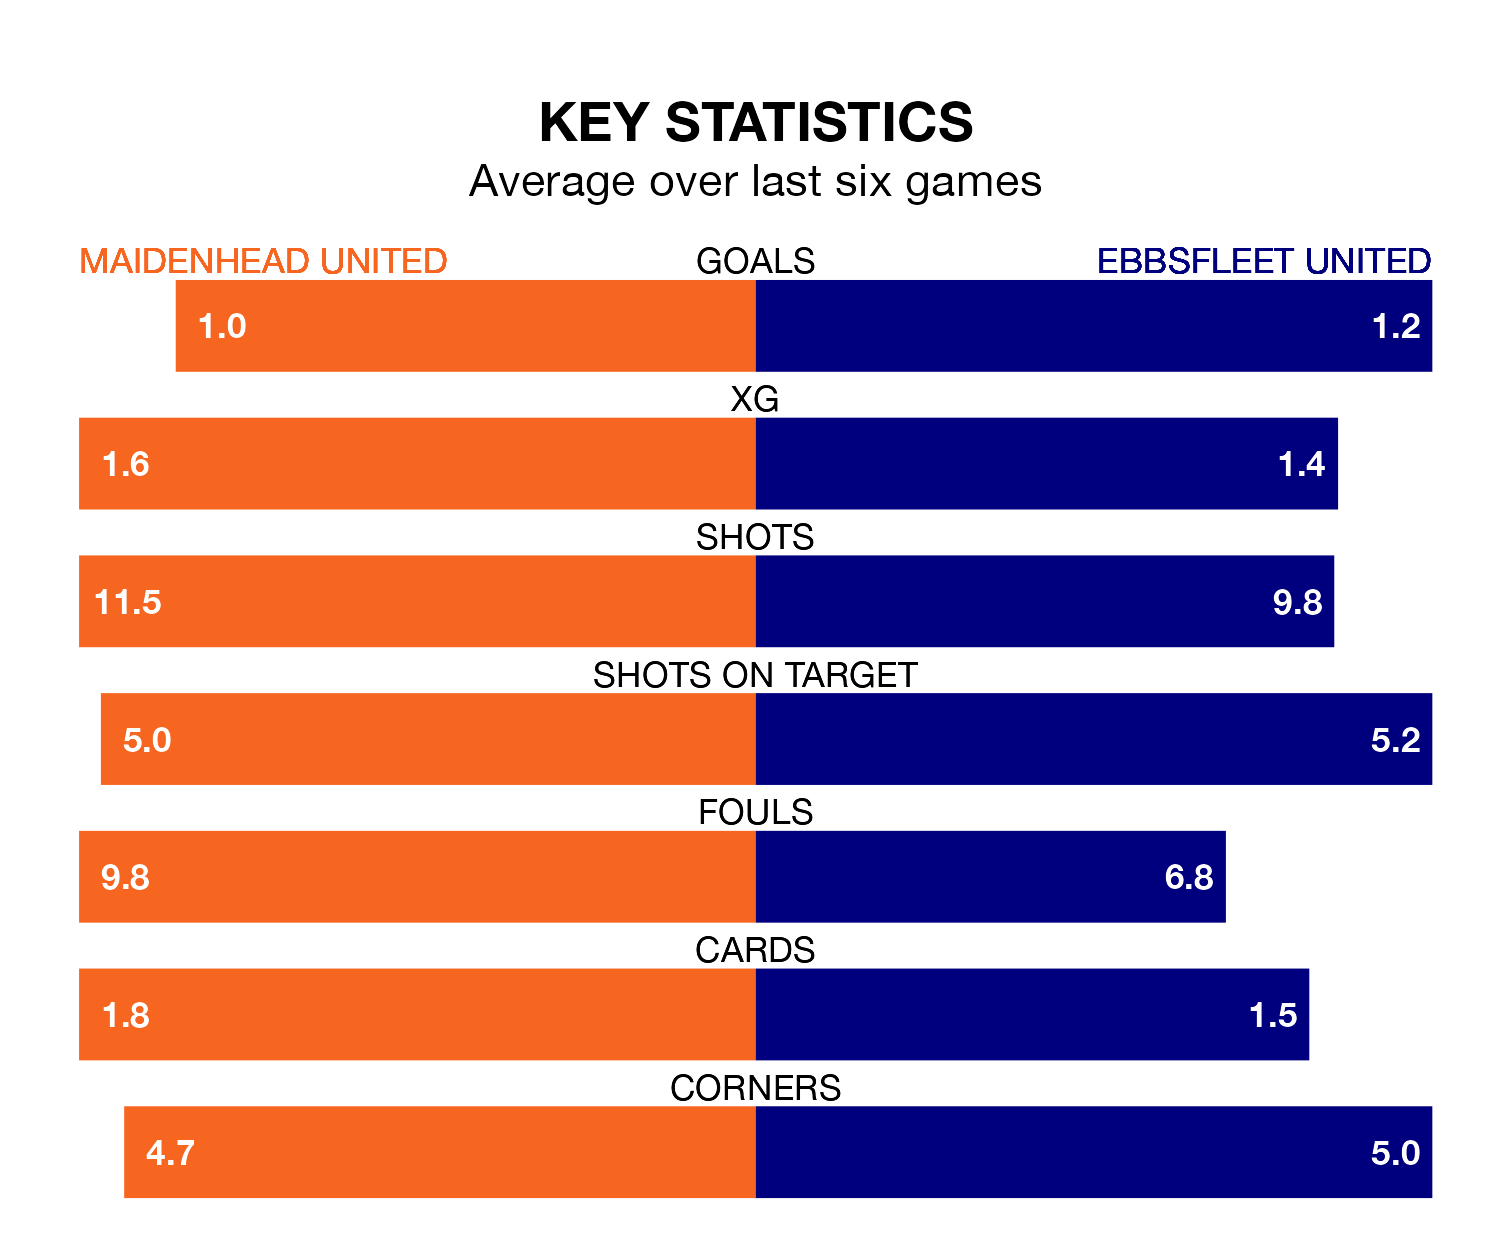 KEY STATISTICS
Average over last six games
MAIDENHEAD UNITED GOALS EBBSFLEET UNITED
1.0 1.2
XG
1.6 1.4
SHOTS
11.5 9.8
SHOTS ON TARGET
5.0 5.2
FOULS
9.8 6.8
CARDS
1.8 1.5
CORNERS
4.7 5.0